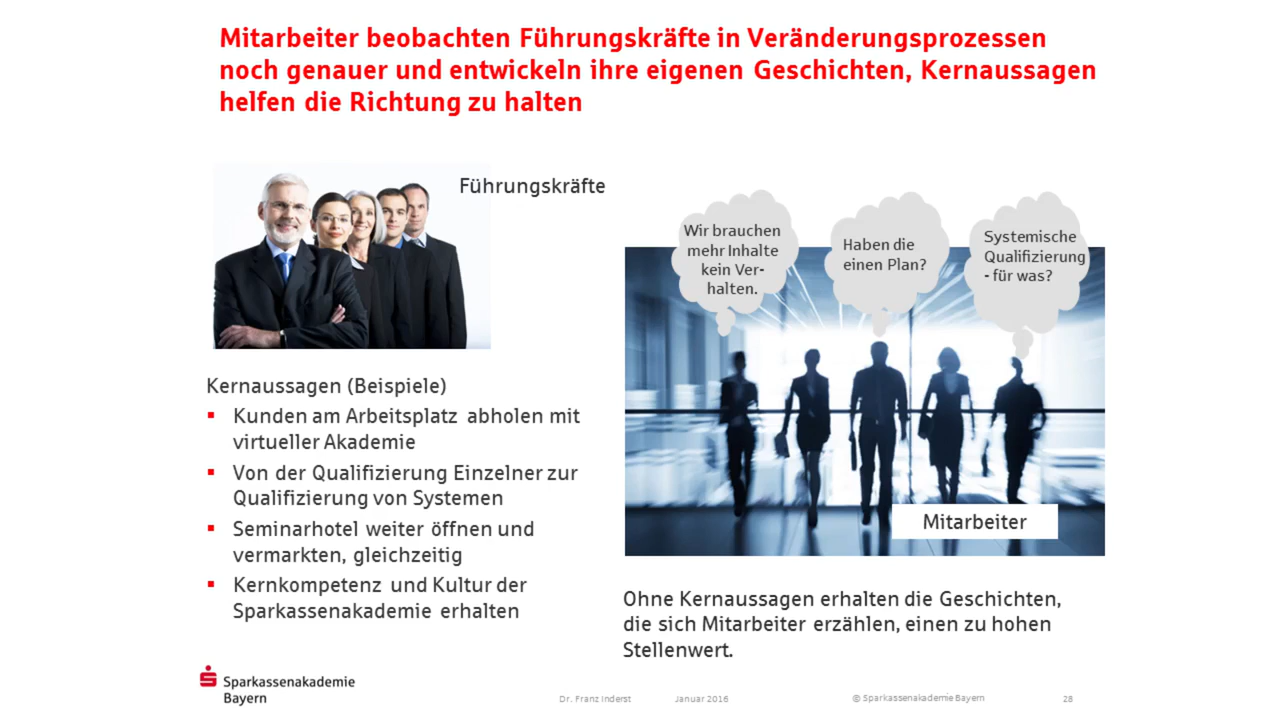 Mitarbeiter beobachten Führungskräfte in Veränderungsprozessen
noch genauer und entwickeln ihre eigenen Geschichten, Kernaussagen
helfen die Richtung zu halten
Führungskräfte
Kernaussagen (Beispiele)
▪ Kunden am Arbeitsplatz abholen mit
virtueller Akademie
▪ Von der Qualifizierung Einzelner zur
Qualifizierung von Systemen
▪ Seminarhotel weiter öffnen und
vermarkten, gleichzeitig
▪ Kernkompetenz und Kultur der
Sparkassenakademie erhalten
Wir brauchen
mehr Inhalte
kein Ver-
halten.
Haben die
einen Plan?
Systemische
Qualifizierung
- für was?
Mitarbeiter
Ohne Kernaussagen erhalten die Geschichten,
die sich Mitarbeiter erzählen, einen zu hohen
Stellenwert.
Sparkassenakademie
Bayern
Dr. Franz Inderst
Januar 2016
© Sparkassenakademie Bayern
28